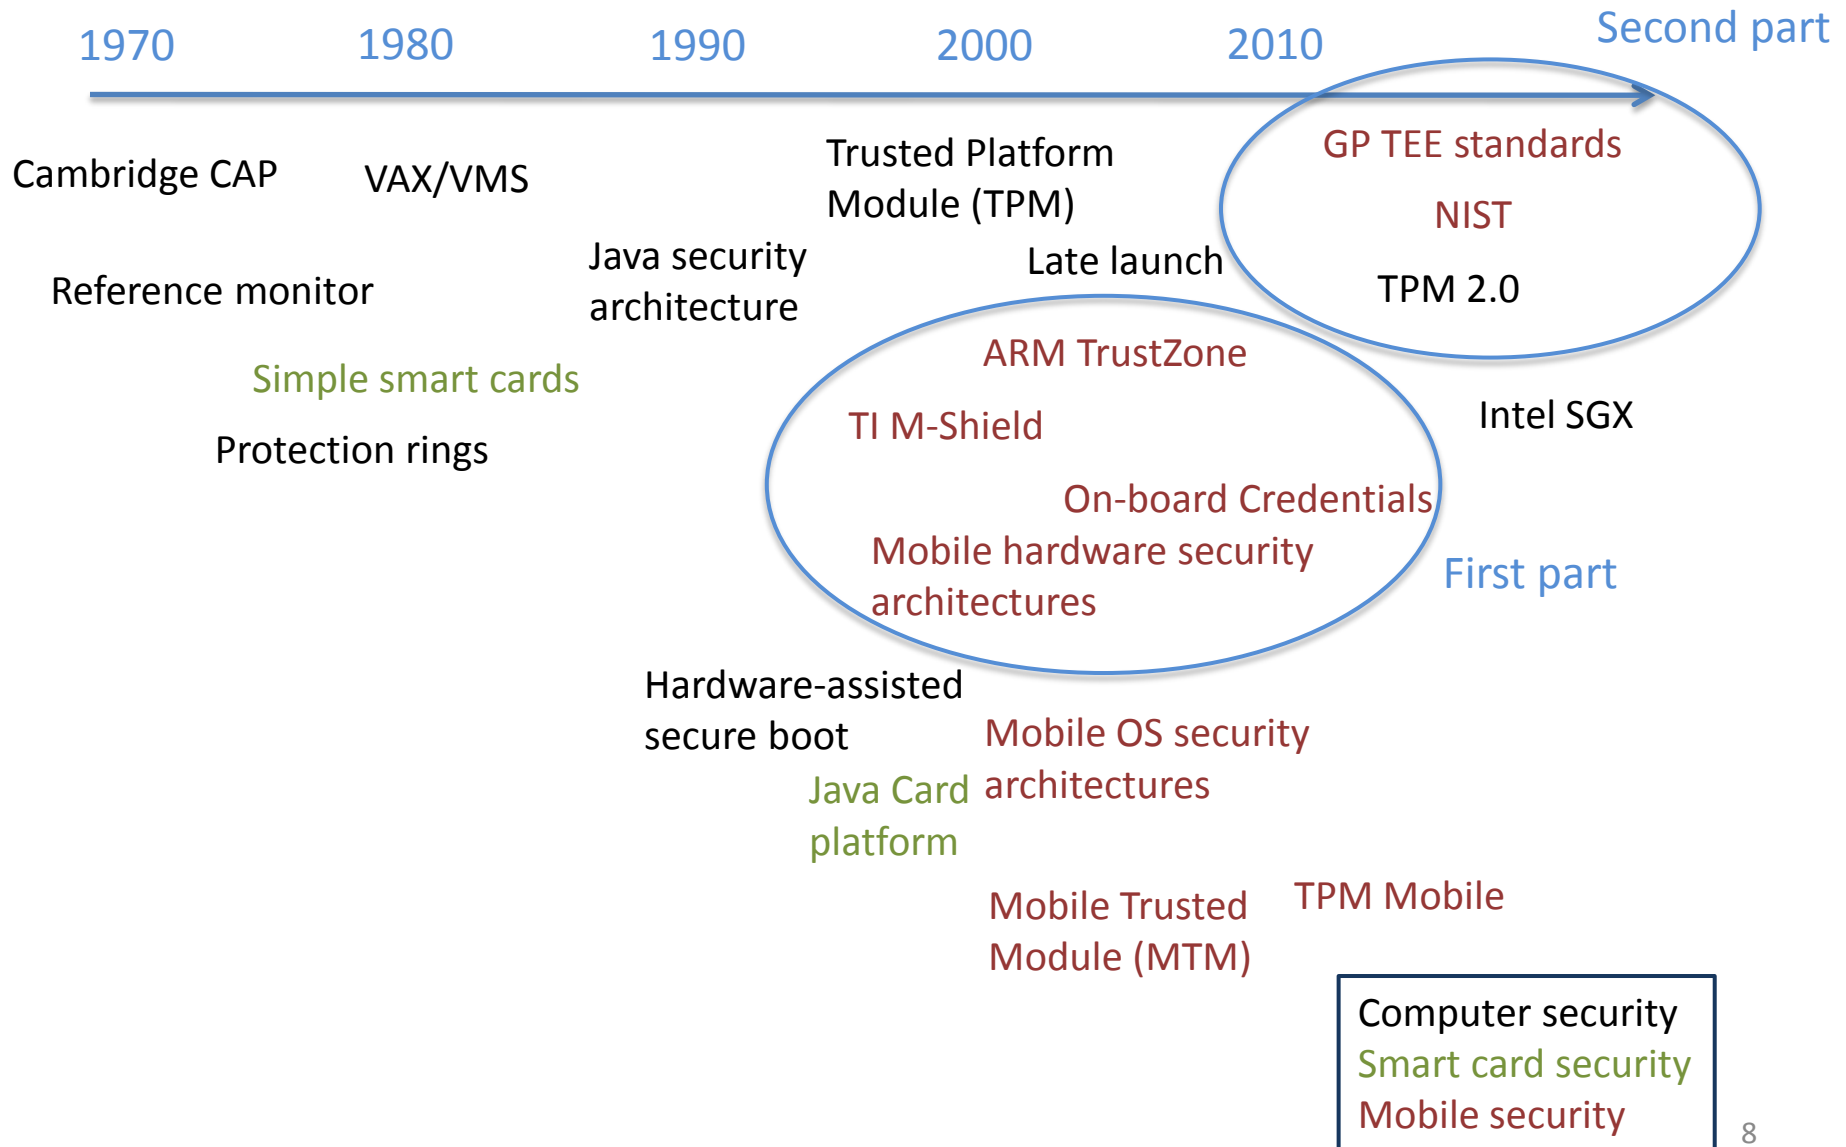 1970
1980
1990
2000
2010
Second part
Cambridge CAP
VAX/VMS
Trusted Platform
Module (TPM)
GP TEE standards
NIST
TPM 2.0
Reference monitor
Java security
architecture
Late launch
Simple smart cards
Protection rings
ARM TrustZone
TI M-Shield
On-board Credentials
Mobile hardware security
architectures
Intel SGX
First part
Hardware-assisted
secure boot
Mobile OS security
architectures
Java Card
platform
Mobile Trusted
Module (MTM)
TPM Mobile
Computer security
Smart card security
Mobile security
8